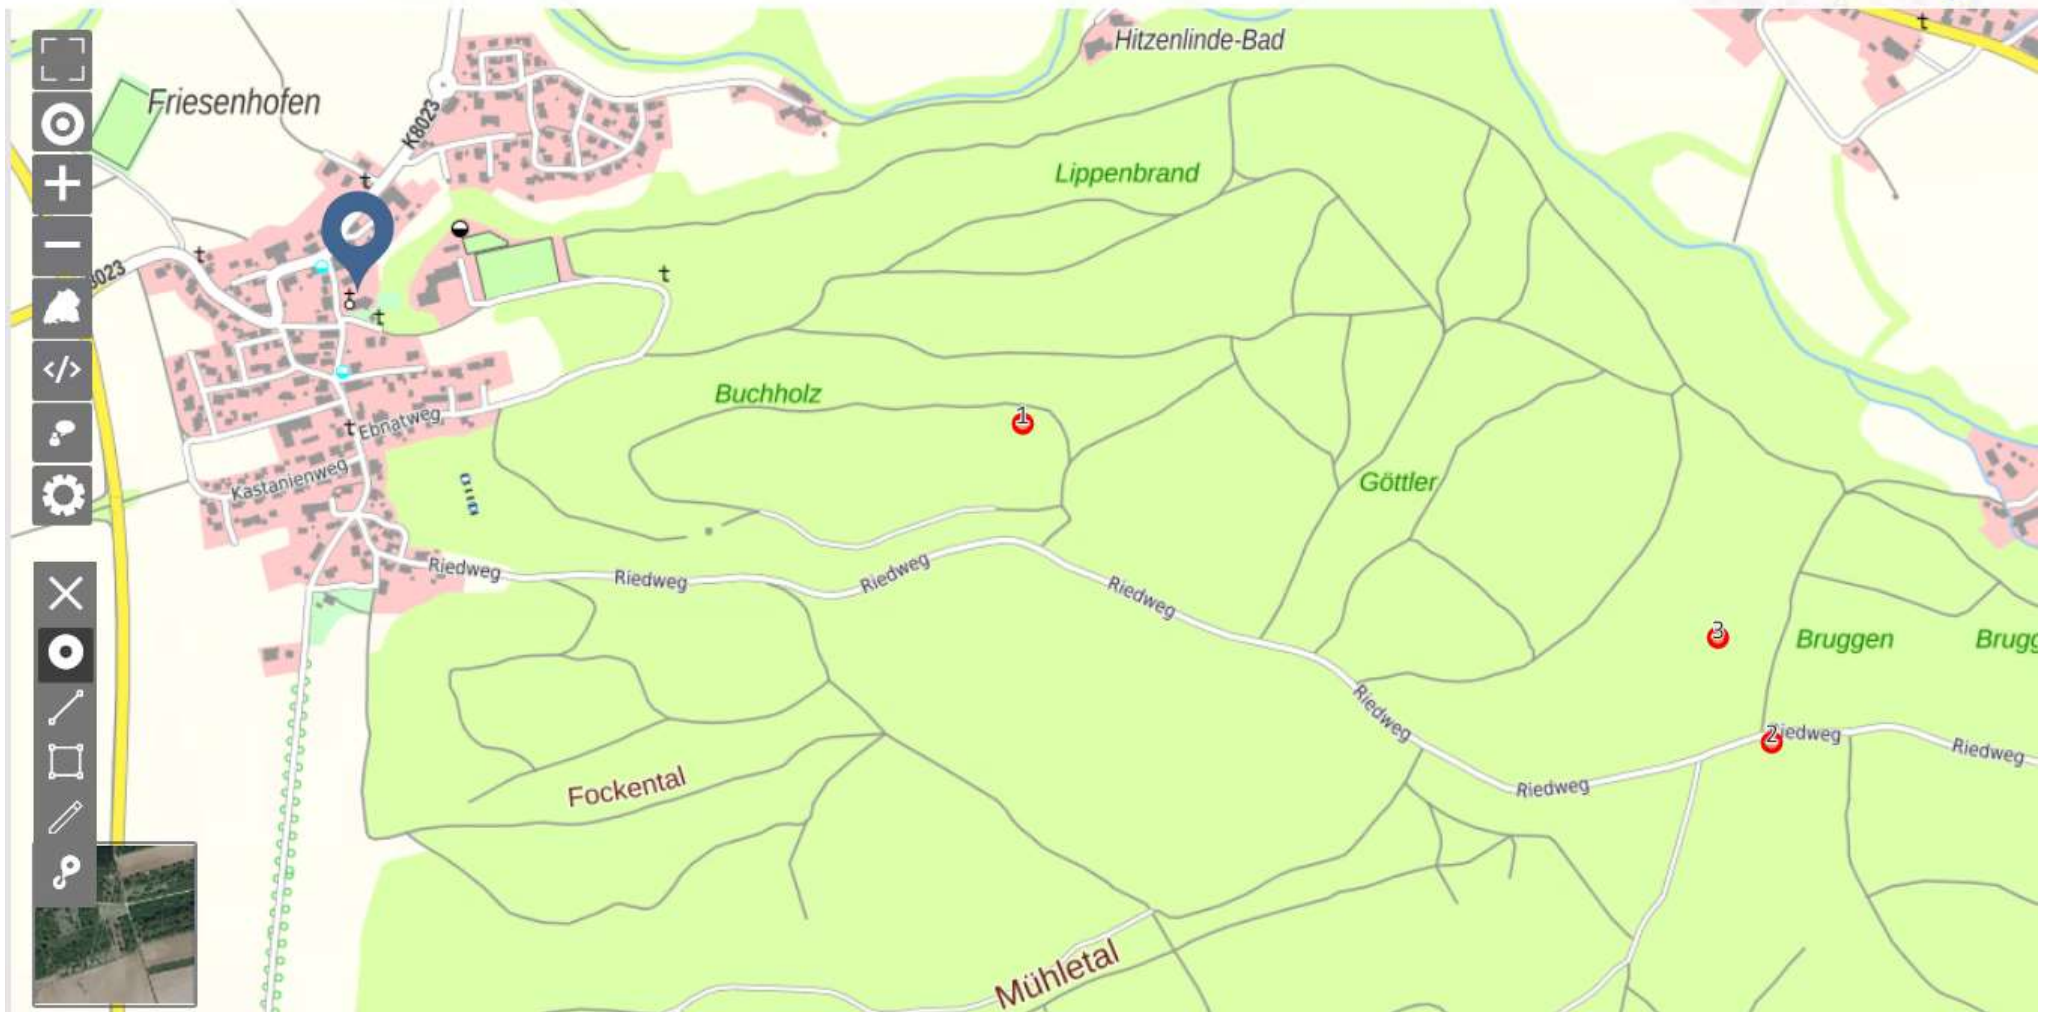 Hitzenlinde-Bad
Friesenhofen
K8023
Lippenbrand
8023
</>
Buchholz
1
Ebnatweg
Kastanienweg
Göttler
Riedweg
Riedweg
Riedweg
Riedweg
3
Bruggen
Brugg
Riedweg
2
Riedweg
Riedweg
Riedweg
Fockental
Mühletal